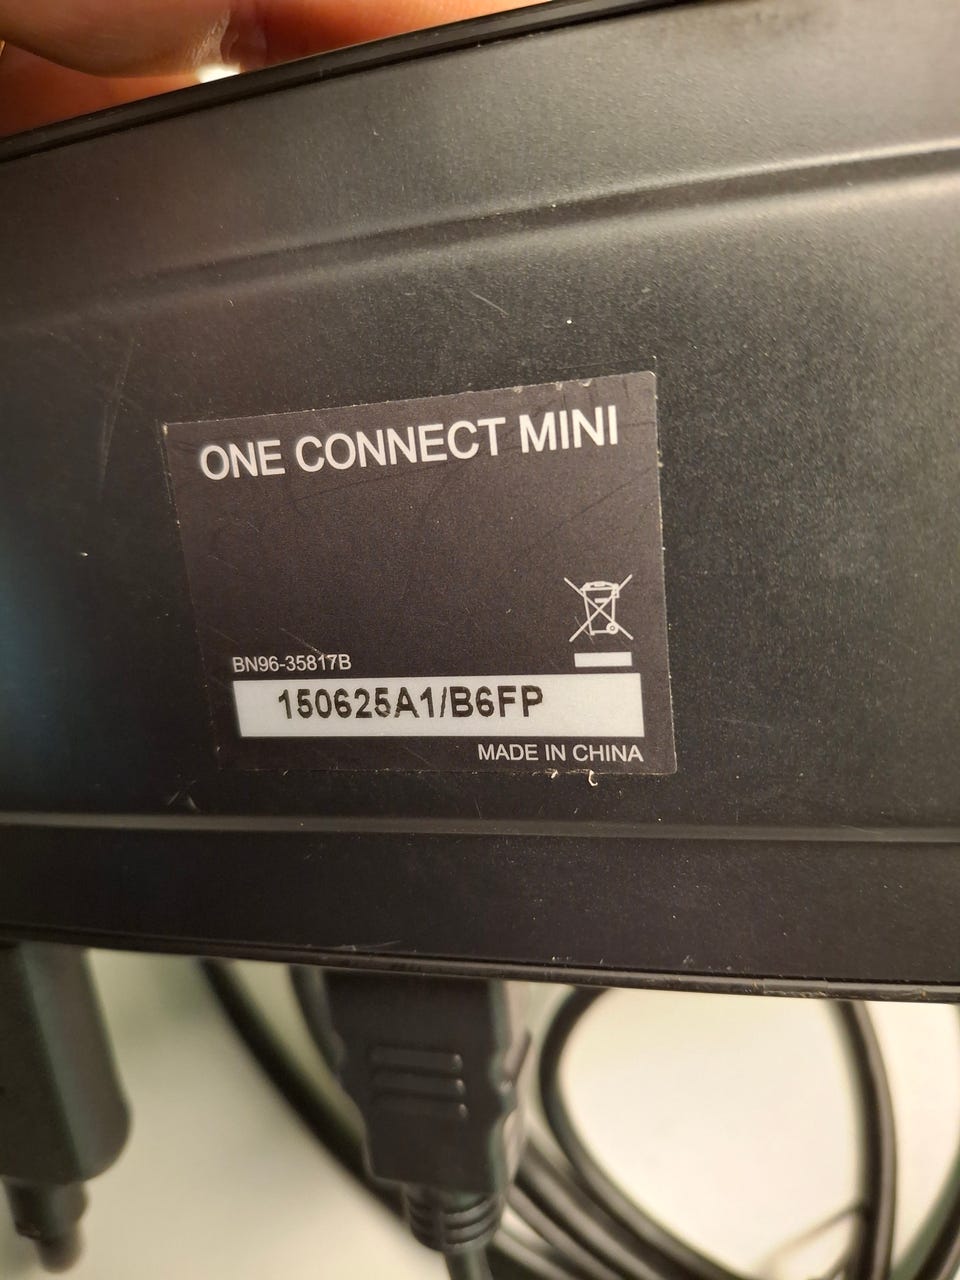 ONE CONNECT MINI
BN96-35817B
150625A1/B6FP
MADE IN CHINA